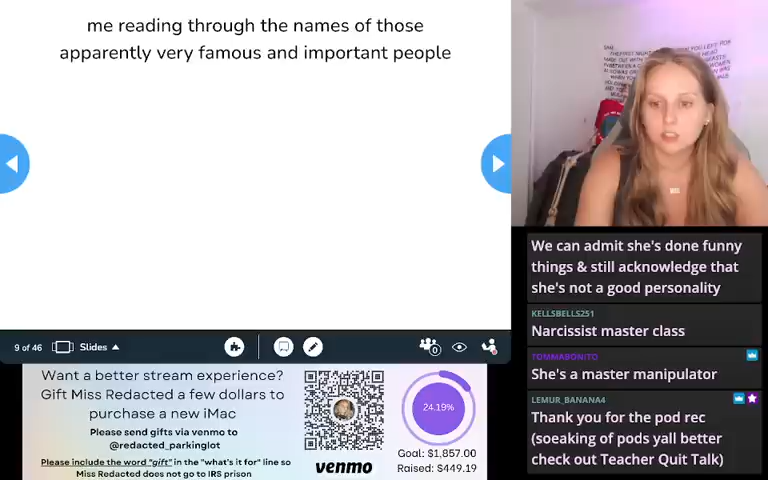 me reading through the names of those
apparently very famous and important people
9 of 46
Slides
0
Want a better stream experience?
Gift Miss Redacted a few dollars to
purchase a new iMac
Please send gifts via venmo to
@redacted_parkinglot
Please include the word "gift" in the "what's it for" line so
Miss Redacted does not go to IRS prison
venmo
24.19%
Goal: $1,857.00
Raised: $449.19
We can admit she's done funny
things & still acknowledge that
she's not a good personality
KELLSBELLS251
Narcissist master class
TOMMABONITO
She's a master manipulator
LEMUR_BANANA4
Thank you for the pod rec
(soeaking of pods yall better
check out Teacher Quit Talk)